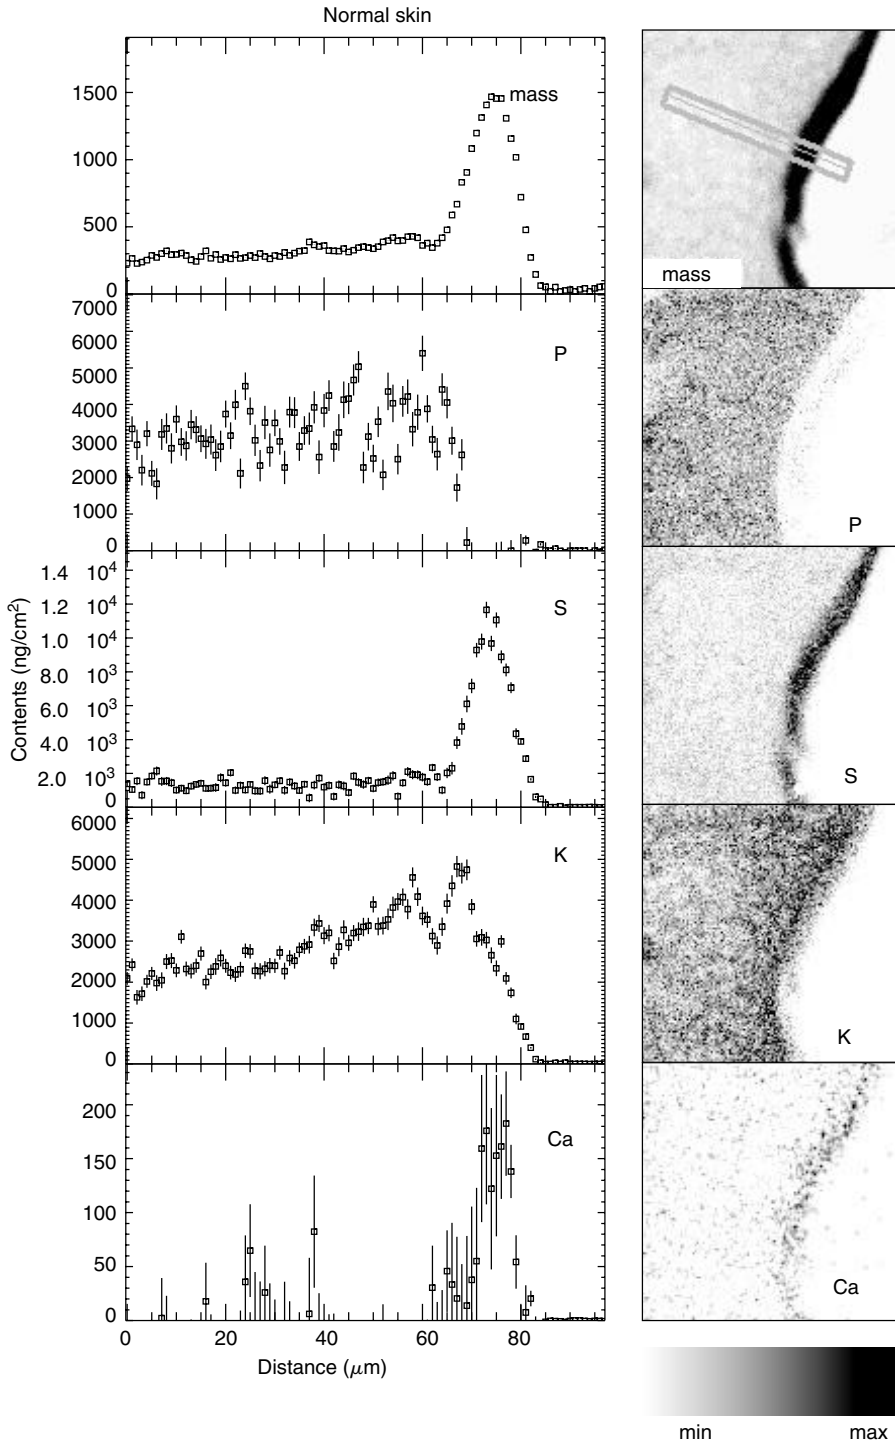 Normal skin
1500
1000
500
0
mass
mass
7000
6000
5000
4000
3000
2000
1000
0
P
P
Contents (ng/cm²)
1.4 10⁴
1.2 10⁴
1.0 10⁴
8.0 10³
6.0 10³
4.0 10³
2.0 10³
0
S
S
6000
5000
4000
3000
2000
1000
0
K
K
200
150
100
50
0
Ca
Ca
0 20 40 60 80
Distance (μm)
min max